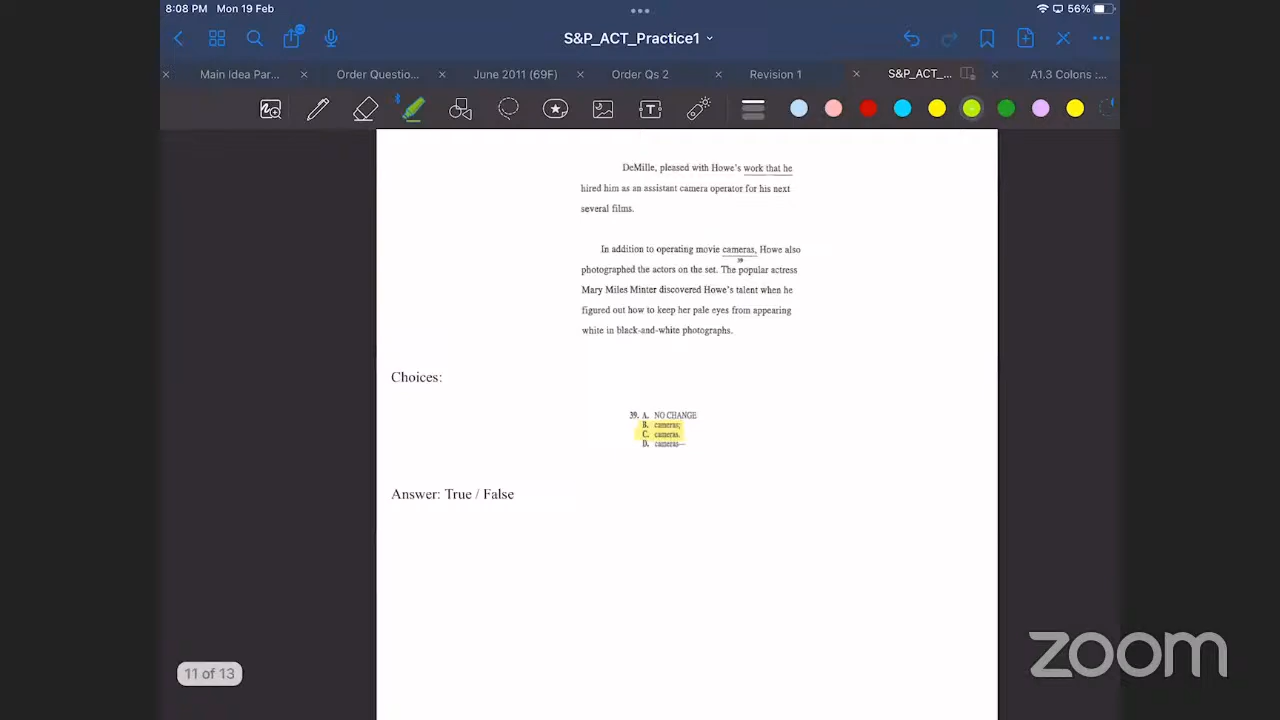 8:08 PM Mon 19 Feb
56%
S&P_ACT_Practice1
Main Idea Par...
Order Questio...
June 2011 (69F)
Order Qs 2
Revision 1
S&P_ACT_...
A1.3 Colons :...
DeMille, pleased with Howe's work that he
hired him as an assistant camera operator for his next
several films.
In addition to operating movie cameras, Howe also
39
photographed the actors on the set. The popular actress
Mary Miles Minter discovered Howe's talent when he
figured out how to keep her pale eyes from appearing
white in black-and-white photographs.
Choices:
39. A. NO CHANGE
B. cameras;
C. cameras.
D. cameras—
Answer: True / False
11 of 13
zoom